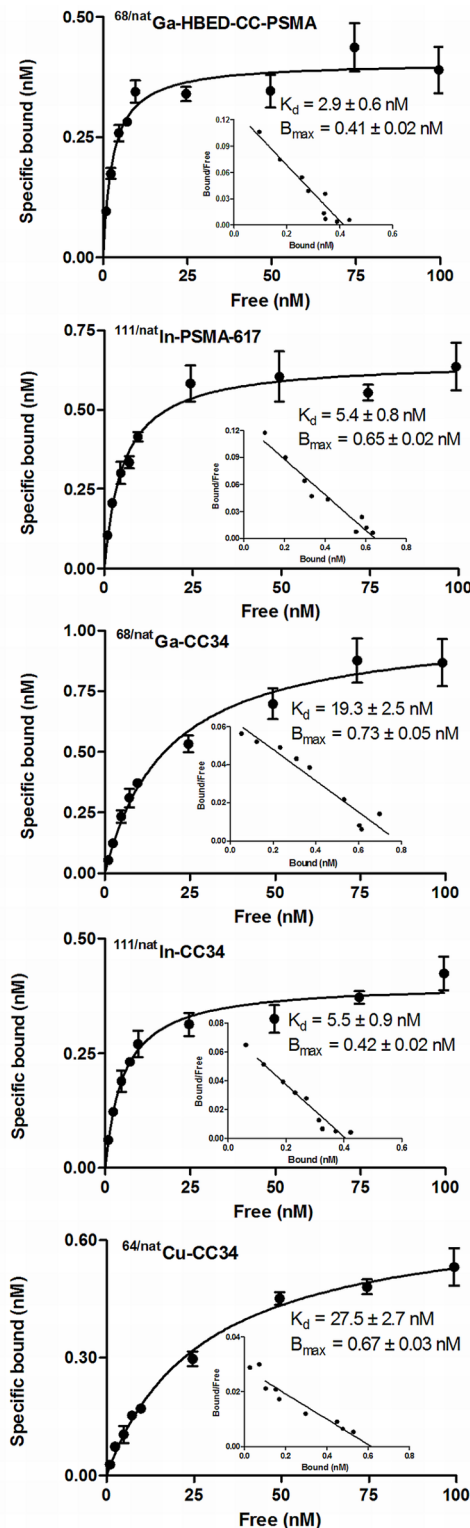 68/natGa-HBED-CC-PSMA
Specific bound (nM)
0.50
0.25
0.00
Kd = 2.9 ± 0.6 nM
Bmax = 0.41 ± 0.02 nM
Bound/Free
0.12
0.09
0.06
0.03
0.00
0.0 0.2 0.4 0.6
Bound (nM)
0 25 50 75 100
Free (nM)
111/natIn-PSMA-617
Specific bound (nM)
0.75
0.50
0.25
0.00
Kd = 5.4 ± 0.8 nM
Bmax = 0.65 ± 0.02 nM
Bound/Free
0.12
0.09
0.06
0.03
0.00
0.0 0.2 0.4 0.6 0.8
Bound (nM)
0 25 50 75 100
Free (nM)
68/natGa-CC34
Specific bound (nM)
1.00
0.75
0.50
0.25
0.00
Kd = 19.3 ± 2.5 nM
Bmax = 0.73 ± 0.05 nM
Bound/Free
0.06
0.04
0.02
0.00
0.0 0.2 0.4 0.6 0.8
Bound (nM)
0 25 50 75 100
Free (nM)
111/natIn-CC34
Specific bound (nM)
0.50
0.25
0.00
Kd = 5.5 ± 0.9 nM
Bmax = 0.42 ± 0.02 nM
Bound/Free
0.08
0.06
0.04
0.02
0.00
0.0 0.2 0.4 0.6
Bound (nM)
0 25 50 75 100
Free (nM)
64/natCu-CC34
Specific bound (nM)
0.60
0.30
0.00
Kd = 27.5 ± 2.7 nM
Bmax = 0.67 ± 0.03 nM
Bound/Free
0.04
0.02
0.00
0.0 0.2 0.4 0.6 0.8
Bound (nM)
0 25 50 75 100
Free (nM)